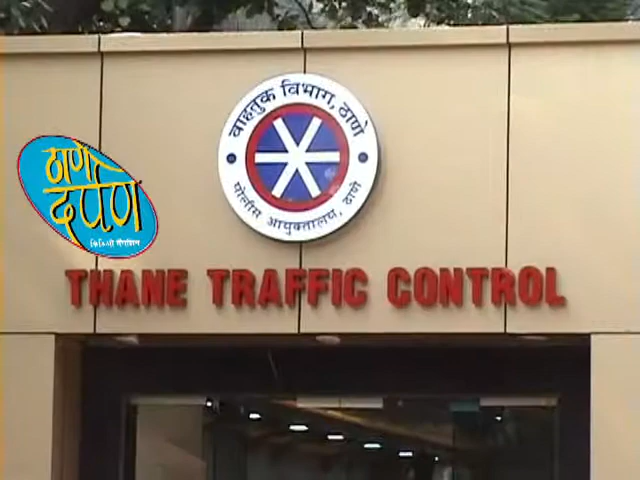 वाहतुक विभाग, ठाणे
पोलीस आयुक्तालय, ठाणे
ठाणे
दर्पण
THANE TRAFFIC CONTROL